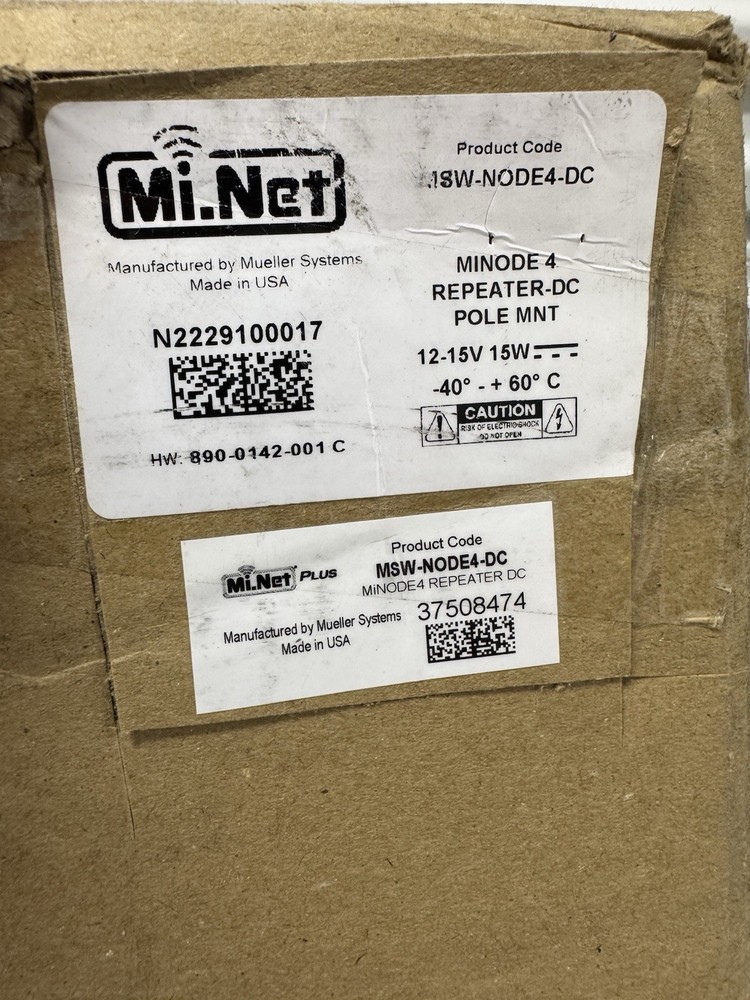 Mi.Net
Manufactured by Mueller Systems
Made in USA
N2229100017
HW: 890-0142-001 C
Product Code
MSW-NODE4-DC
MINODE 4
REPEATER-DC
POLE MNT
12-15V 15W
-40° - + 60° C
CAUTION
RISK OF ELECTRIC SHOCK
DO NOT OPEN
Mi.Net PLUS
Manufactured by Mueller Systems
Made in USA
Product Code
MSW-NODE4-DC
MiNODE4 REPEATER DC
37508474